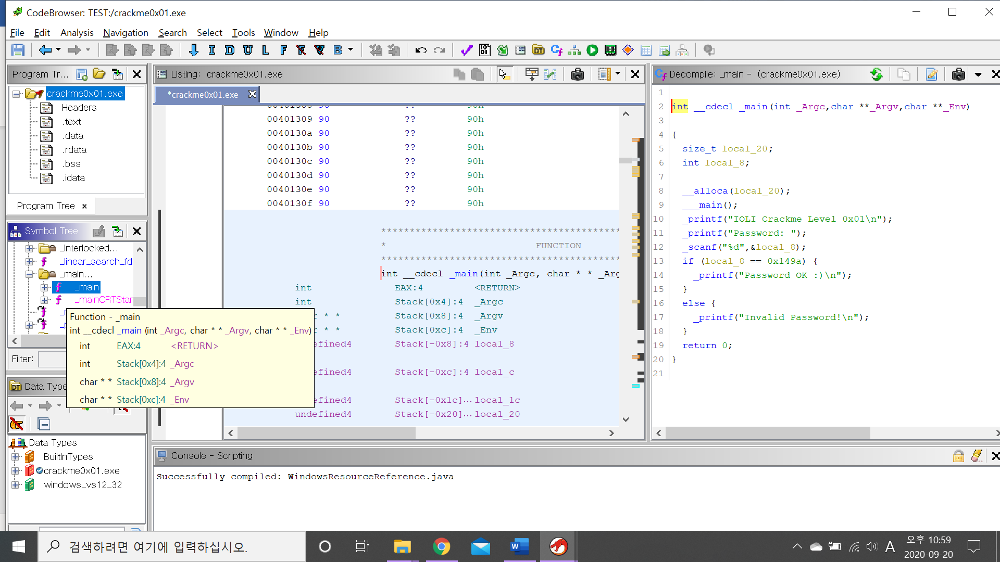 CodeBrowser: TEST:/crackme0x01.exe
File Edit Analysis Navigation Search Select Tools Window Help
I D U L F B
Program Tr...
crackme0x01.exe
Headers
.text
.data
.rdata
.bss
.idata
Program Tree
Symbol Tree
_Interlocked...
_linear_search_fd
_main...
_main
_mainCRTStar
Filter:
Data Type
Data Types
BuiltInTypes
crackme0x01.exe
windows_vs12_32
Function - _main
int __cdecl _main (int _Argc, char * * _Argv, char * * _Env)
int EAX:4 <RETURN>
int Stack[0x4]:4 _Argc
char * * Stack[0x8]:4 _Argv
char * * Stack[0xc]:4 _Env
Listing: crackme0x01.exe
*crackme0x01.exe
00401309 90 ?? 90h
0040130a 90 ?? 90h
0040130b 90 ?? 90h
0040130c 90 ?? 90h
0040130d 90 ?? 90h
0040130e 90 ?? 90h
0040130f 90 ?? 90h
******************************************
* FUNCTION
******************************************
int __cdecl _main(int _Argc, char * * _Arg
int EAX:4 <RETURN>
int Stack[0x4]:4 _Argc
r * * Stack[0x8]:4 _Argv
* * Stack[0xc]:4 _Env
efined4 Stack[-0x8]:4 local_8
efined4 Stack[-0xc]:4 local_c
efined4 Stack[-0x1c]... local_1c
undefined4 Stack[-0x20]... local_20
Decompile: _main - (crackme0x01.exe)
1
2 int __cdecl _main(int _Argc,char **_Argv,char **_Env)
3
4 {
5 size_t local_20;
6 int local_8;
7
8 __alloca(local_20);
9 ___main();
10 _printf("IOLI Crackme Level 0x01\n");
11 _printf("Password: ");
12 _scanf("%d",&local_8);
13 if (local_8 == 0x149a) {
14 _printf("Password OK :)\n");
15 }
16 else {
17 _printf("Invalid Password!\n");
18 }
19 return 0;
20 }
21
Console - Scripting
Successfully compiled: WindowsResourceReference.java
검색하려면 여기에 입력하십시오.
A
오후 10:59
2020-09-20